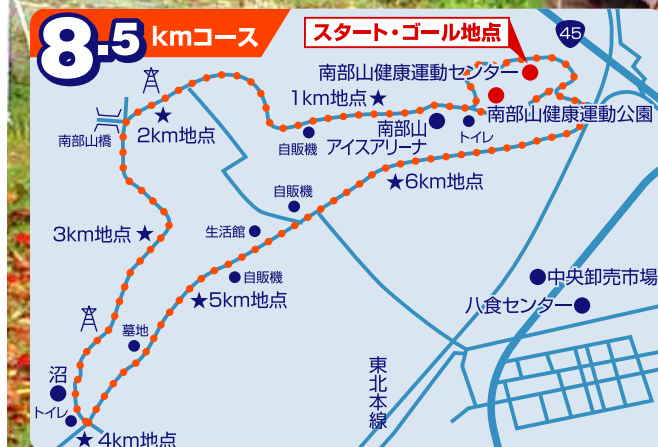 8.5kmコース
スタート・ゴール地点
45
南部山健康運動センター
1km地点★
南部山健康運動公園
★
2km地点
南部山橋
自販機
南部山
アイスアリーナ
トイレ
★6km地点
自販機
3km地点★
生活館
自販機
★5km地点
中央卸売市場
八食センター
墓地
沼
トイレ
★4km地点
東北本線